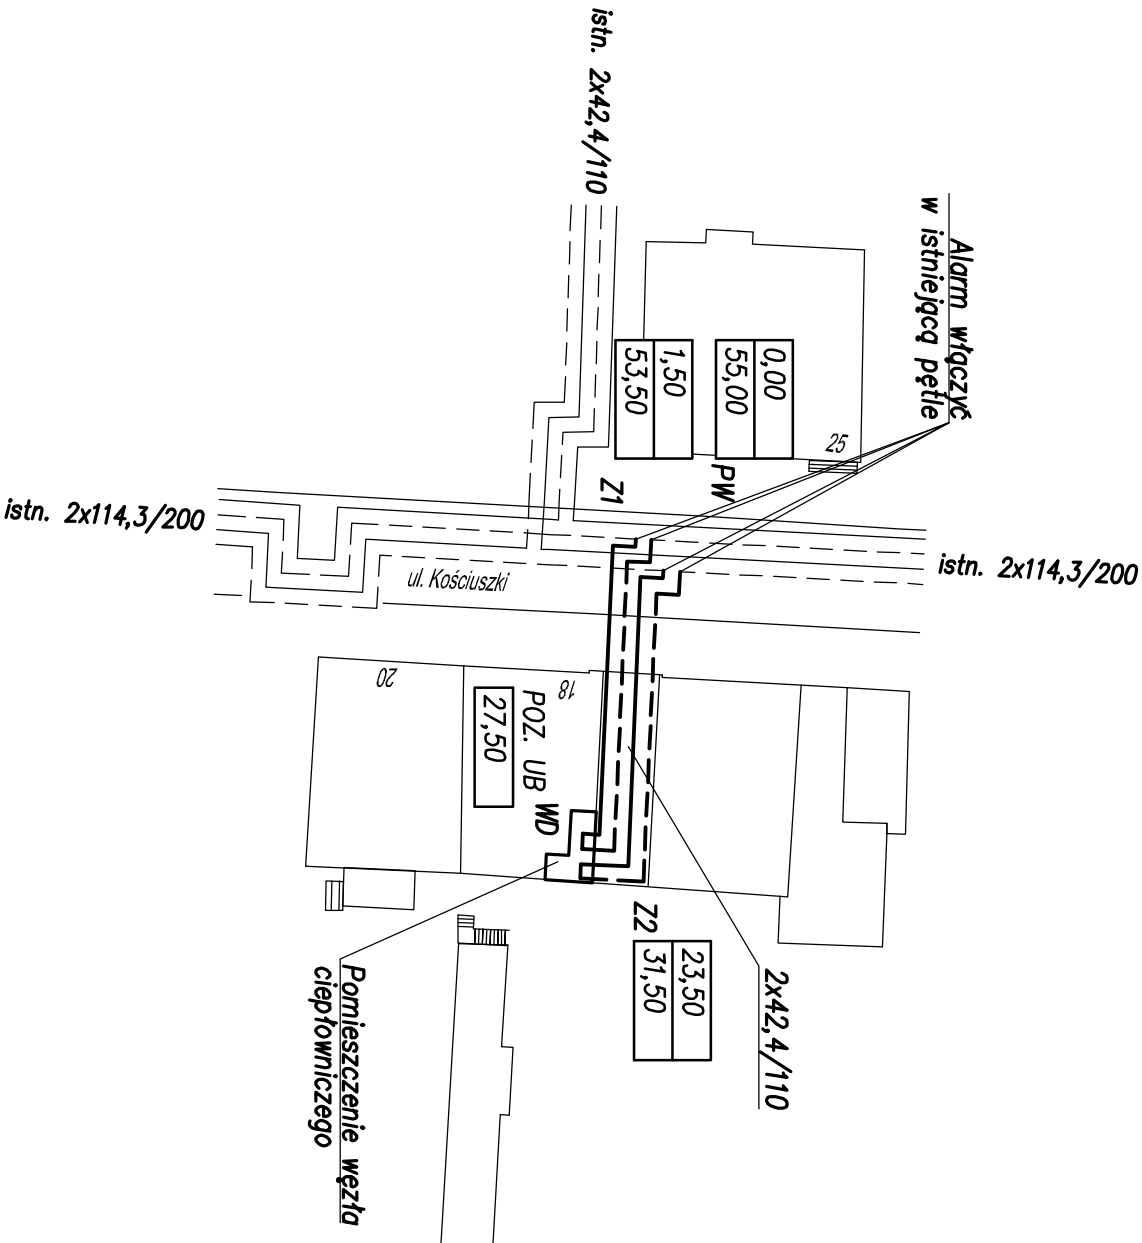 istn. 2x42,4/110
Alarm włączyć
w istniejącą pętle
0,00
55,00
1,50
53,50
25
PW
Z1
istn. 2x114,3/200
istn. 2x114,3/200
ul. Kościuszki
20
18
POZ. UB
27,50
WD
Z2
23,50
31,50
2x42,4/110
Pomieszczenie węzła
ciepłowniczego